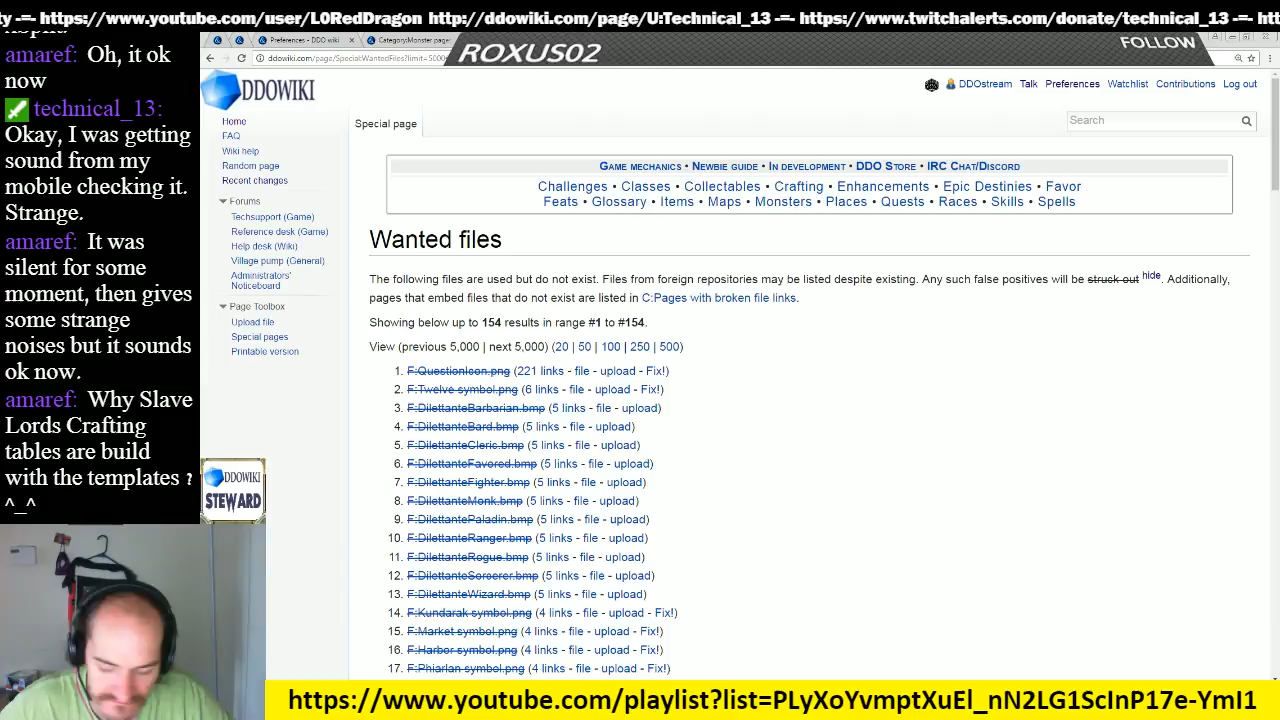 ty -=- https://www.youtube.com/user/L0RedDragon http://ddowiki.com/page/U:Technical_13 -=- https://www.twitchalerts.com/donate/technical_13 -=- htt
amaref: Oh, it ok
now
technical_13:
Okay, I was getting
sound from my
mobile checking it.
Strange.
amaref: It was
silent for some
moment, then gives
some strange
noises but it sounds
ok now.
amaref: Why Slave
Lords Crafting
tables are build
with the templates ?
^_^
Preferences - DDO wiki
Category:Monster page
ROXUS02
FOLLOW
ddowiki.com/page/Special:WantedFiles?limit=5000
DDOWIKI
DDOstream Talk Preferences Watchlist Contributions Log out
Special page
Search
Home
FAQ
Wiki help
Random page
Recent changes
Forums
Techsupport (Game)
Reference desk (Game)
Help desk (Wiki)
Village pump (General)
Administrators'
Noticeboard
Page Toolbox
Upload file
Special pages
Printable version
DDOWIKI
STEWARD
Game mechanics • Newbie guide • In development • DDO Store • IRC Chat/Discord
Challenges • Classes • Collectables • Crafting • Enhancements • Epic Destinies • Favor
Feats • Glossary • Items • Maps • Monsters • Places • Quests • Races • Skills • Spells
Wanted files
The following files are used but do not exist. Files from foreign repositories may be listed despite existing. Any such false positives will be struck out hide. Additionally,
pages that embed files that do not exist are listed in C:Pages with broken file links.
Showing below up to 154 results in range #1 to #154.
View (previous 5,000 | next 5,000) (20 | 50 | 100 | 250 | 500)
1. F:QuestionIcon.png (221 links - file - upload - Fix!)
2. F:Twelve symbol.png (6 links - file - upload - Fix!)
3. F:DilettanteBarbarian.bmp (5 links - file - upload)
4. F:DilettanteBard.bmp (5 links - file - upload)
5. F:DilettanteCleric.bmp (5 links - file - upload)
6. F:DilettanteFavored.bmp (5 links - file - upload)
7. F:DilettanteFighter.bmp (5 links - file - upload)
8. F:DilettanteMonk.bmp (5 links - file - upload)
9. F:DilettantePaladin.bmp (5 links - file - upload)
10. F:DilettanteRanger.bmp (5 links - file - upload)
11. F:DilettanteRogue.bmp (5 links - file - upload)
12. F:DilettanteSorcerer.bmp (5 links - file - upload)
13. F:DilettanteWizard.bmp (5 links - file - upload)
14. F:Kundarak symbol.png (4 links - file - upload - Fix!)
15. F:Market symbol.png (4 links - file - upload - Fix!)
16. F:Harbor symbol.png (4 links - file - upload - Fix!)
17. F:Phiarlan symbol.png (4 links - file - upload - Fix!)
https://www.youtube.com/playlist?list=PLyXoYvmptXuEl_nN2LG1ScInP17e-YmI1